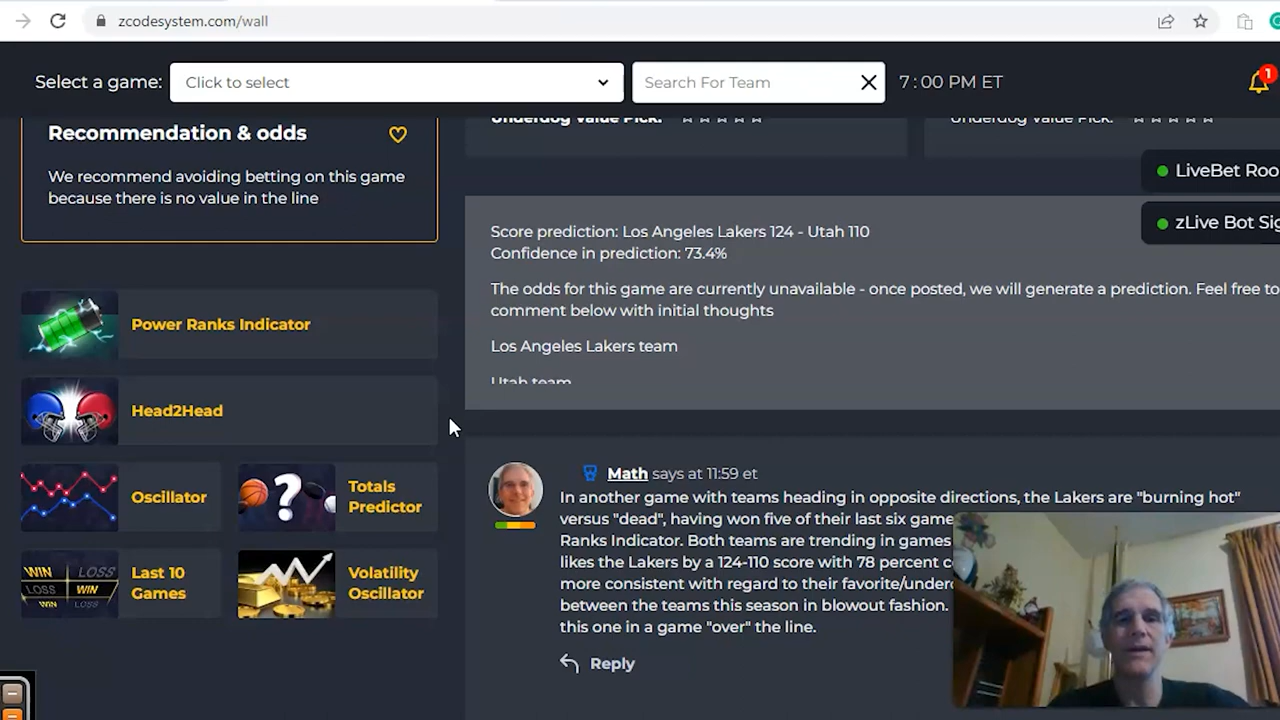 zcodesystem.com/wall
Select a game: Click to select Search For Team 7:00 PM ET
1
Recommendation & odds
We recommend avoiding betting on this game
because there is no value in the line
Power Ranks Indicator
Head2Head
Oscillator
Totals
Predictor
WIN LOSS
LOSS WIN
WIN LOSS
Last 10
Games
Volatility
Oscillator
Underdog Value Pick:
Underdog Value Pick:
LiveBet Roo
zLive Bot Sig
Score prediction: Los Angeles Lakers 124 - Utah 110
Confidence in prediction: 73.4%
The odds for this game are currently unavailable - once posted, we will generate a prediction. Feel free to
comment below with initial thoughts
Los Angeles Lakers team
Utah team
Math says at 11:59 et
In another game with teams heading in opposite directions, the Lakers are "burning hot"
versus "dead", having won five of their last six game
Ranks Indicator. Both teams are trending in games
likes the Lakers by a 124-110 score with 78 percent c
more consistent with regard to their favorite/underd
between the teams this season in blowout fashion.
this one in a game "over" the line.
Reply